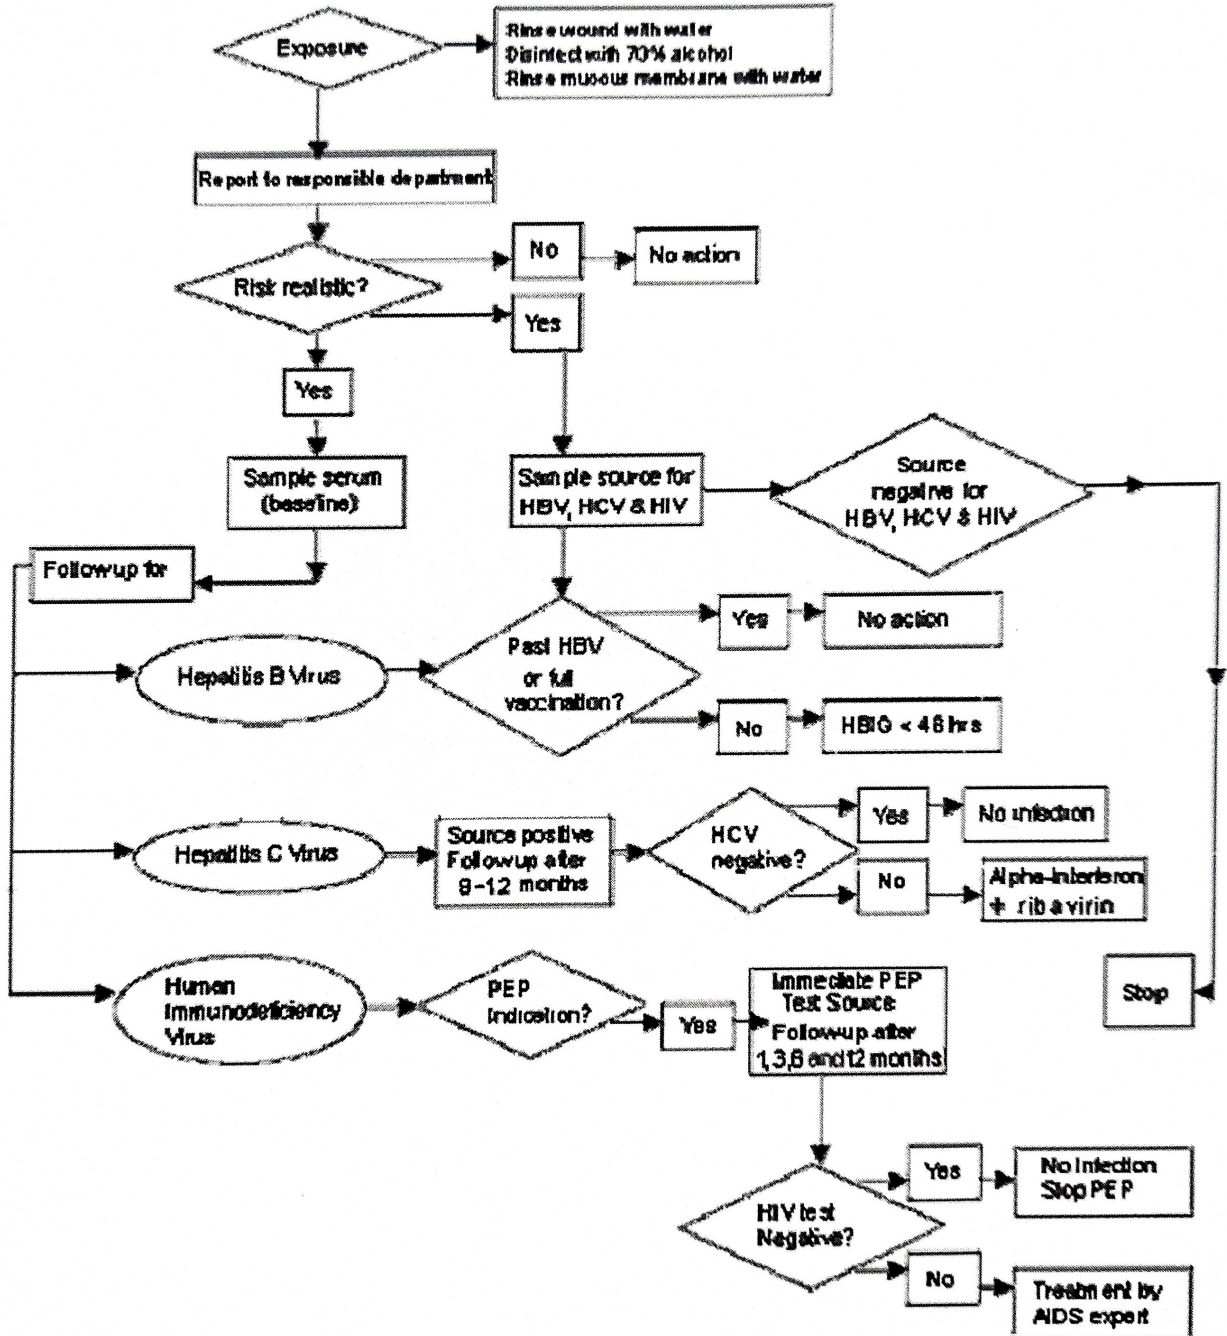 Exposure
Rinse wound with water
Disinfect with 70% alcohol
Rinse mucous membrane with water
Report to responsible department
No
No action
Risk realistic?
Yes
Yes
Sample serum
(baseline)
Sample source for
HBV, HCV & HIV
Source
negative for
HBV, HCV & HIV
Followup for
Hepatitis B Virus
Past HBV
or full
vaccination?
Yes
No action
No
HBIG < 48 hrs
Hepatitis C Virus
Source positive
Followup after
9-12 months
HCV
negative?
Yes
No infection
No
Alpha-Interferon
+ ribavirin
Human
Immunodeficiency
Virus
PEP
Indication?
Yes
Immediate PEP
Test Source
Followup after
1,3,6 and 12 months
Stop
HIV test
Negative?
Yes
No Infection
Stop PEP
No
Treatment by
AIDS expert